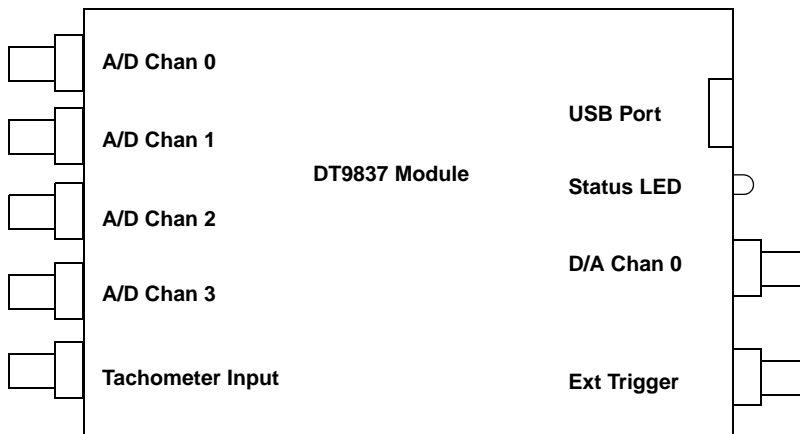 A/D Chan 0
A/D Chan 1
A/D Chan 2
A/D Chan 3
Tachometer Input
DT9837 Module
USB Port
Status LED
D/A Chan 0
Ext Trigger